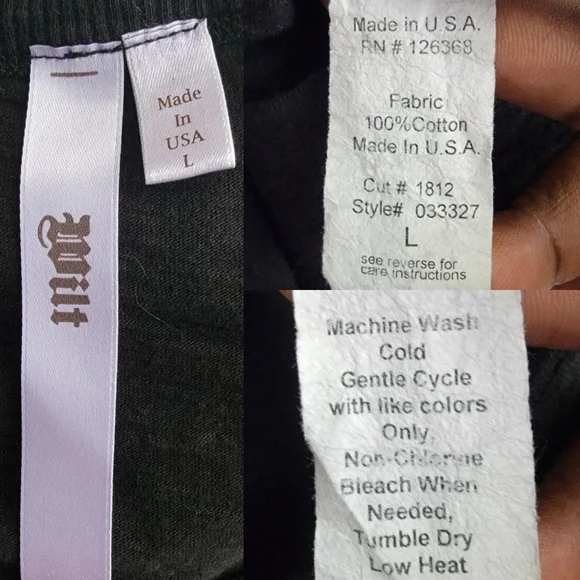 Wilt
Made
In
USA
L
Made in U.S.A.
RN # 126368
Fabric
100%Cotton
Made In U.S.A.
Cut # 1812
Style# 033327
L
see reverse for
care instructions
Machine Wash
Cold
Gentle Cycle
with like colors
Only,
Non-Chlorine
Bleach When
Needed,
Tumble Dry
Low Heat